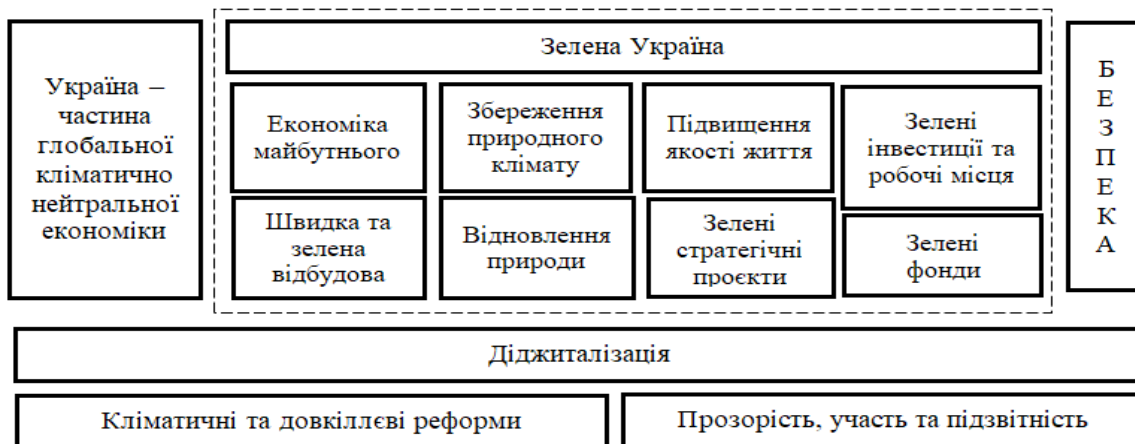 Україна –
частина
глобальної
кліматично
нейтральної
економіки
Зелена Україна
Економіка
майбутнього
Збереження
природного
клімату
Підвищення
якості життя
Зелені
інвестиції та
робочі місця
Швидка та
зелена
відбудова
Відновлення
природи
Зелені
стратегічні
проєкти
Зелені
фонди
Б
Е
З
П
Е
К
А
Діджиталізація
Кліматичні та довкіллєві реформи
Прозорість, участь та підзвітність